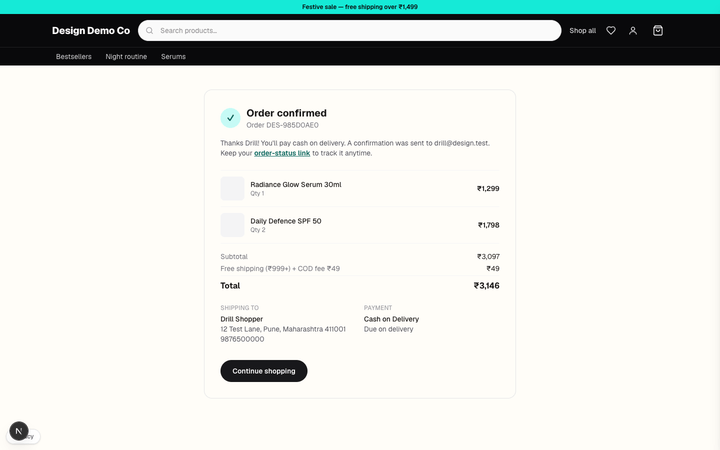 Festive sale — free shipping over ₹1,499
Design Demo Co
Search products...
Shop all
Bestsellers
Night routine
Serums
Order confirmed
Order DES-985D0AE0
Thanks Drill! You'll pay cash on delivery. A confirmation was sent to drill@design.test.
Keep your order-status link to track it anytime.
Radiance Glow Serum 30ml
₹1,299
Qty 1
Daily Defence SPF 50
₹1,798
Qty 2
Subtotal ₹3,097
Free shipping (₹999+) + COD fee ₹49 ₹49
Total ₹3,146
SHIPPING TO
Drill Shopper
12 Test Lane, Pune, Maharashtra 411001
9876500000
PAYMENT
Cash on Delivery
Due on delivery
Continue shopping
N